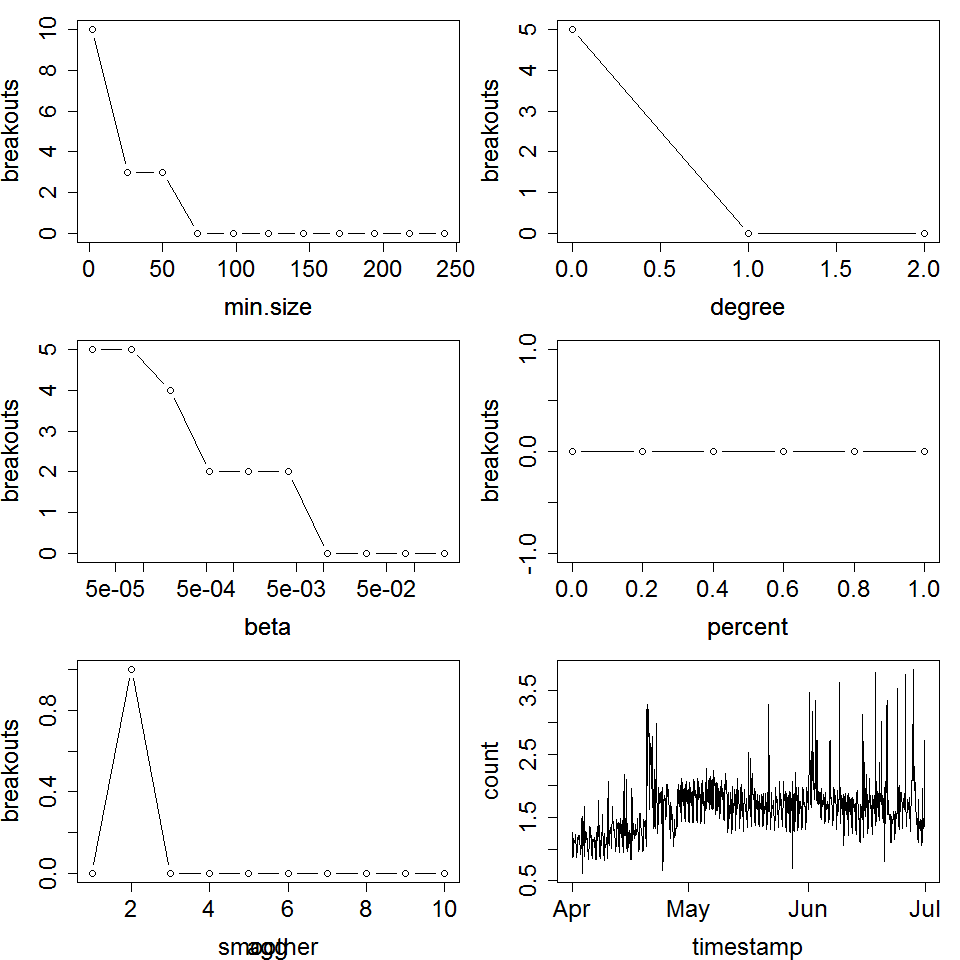 breakouts
0 2 4 6 8 10
0 50 100 150 200 250
min.size
breakouts
0 1 2 3 4 5
0.0 0.5 1.0 1.5 2.0
degree
breakouts
0 1 2 3 4 5
5e-05 5e-04 5e-03 5e-02
beta
breakouts
-1.0 0.0 1.0
0.0 0.2 0.4 0.6 0.8 1.0
percent
breakouts
0.0 0.4 0.8
2 4 6 8 10
smoother
count
0.5 1.5 2.5 3.5
Apr May Jun Jul
timestamp